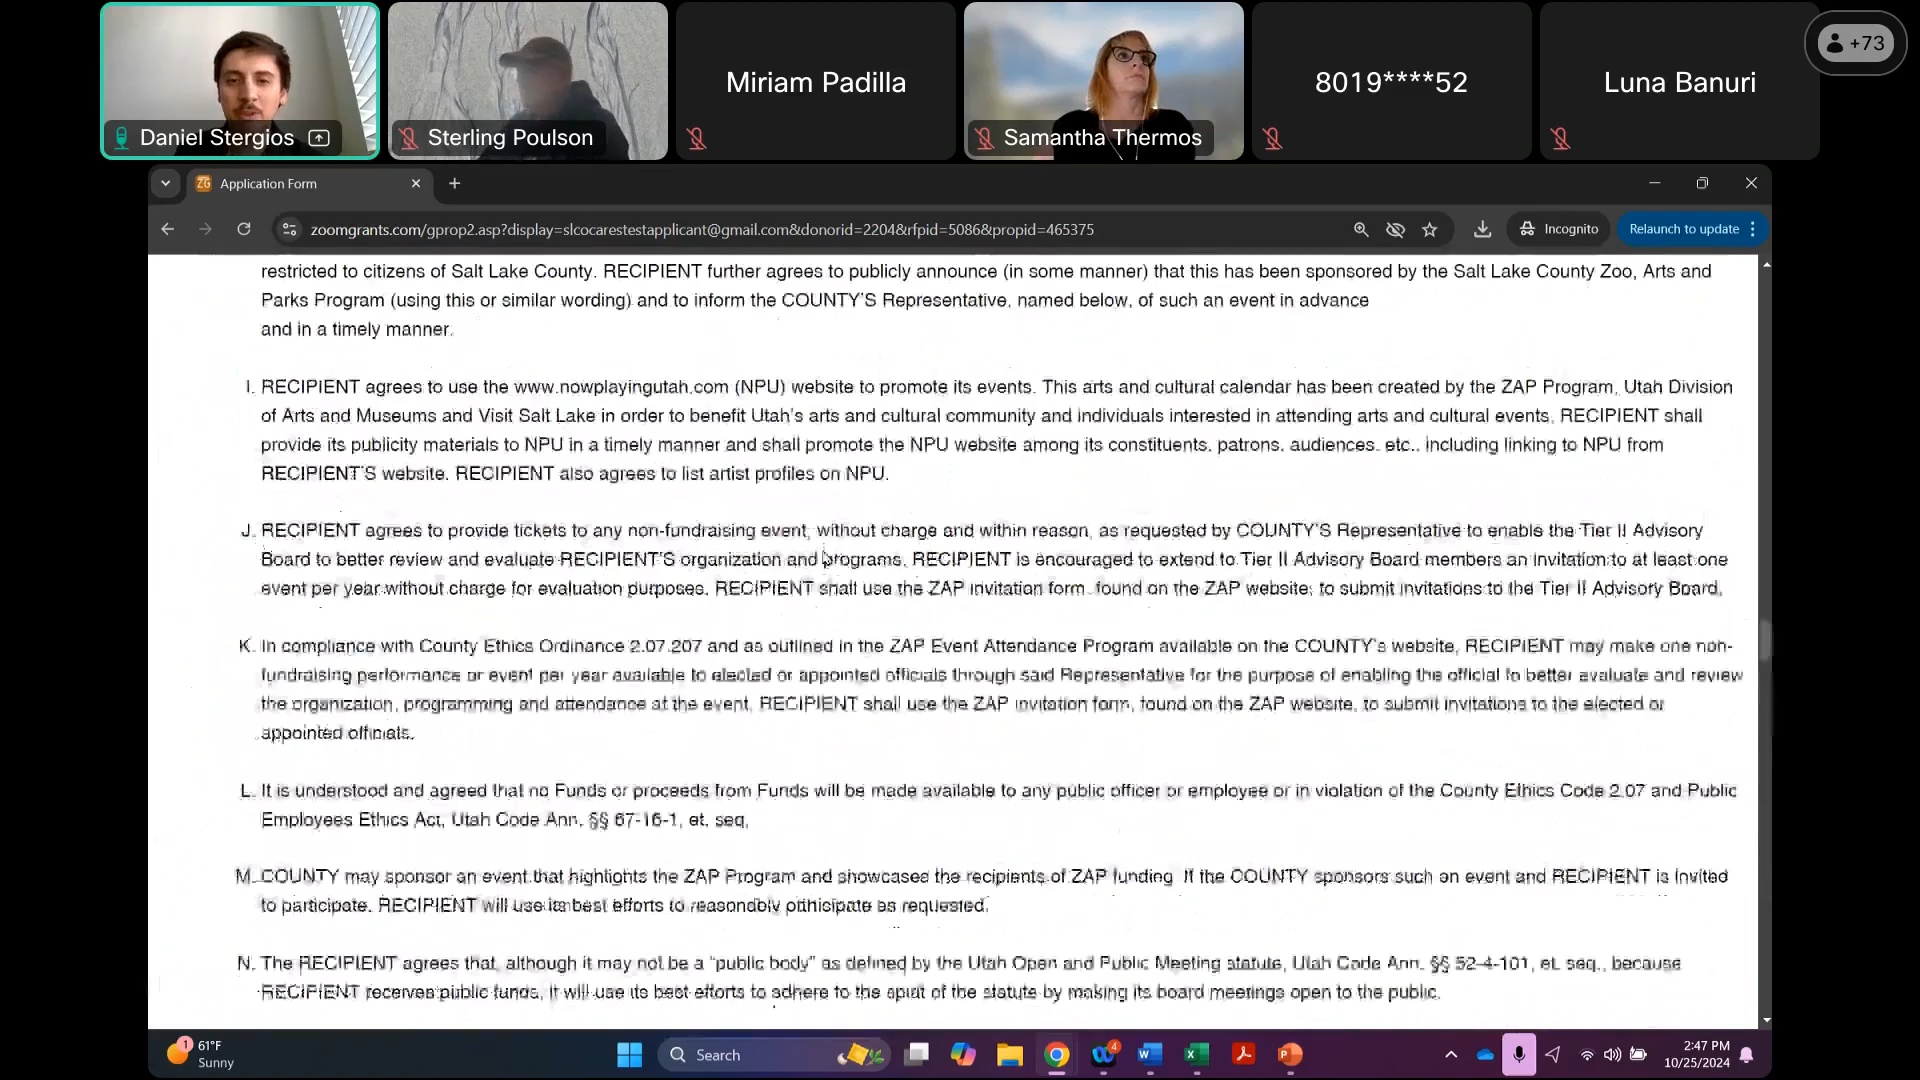 Daniel Stergios
Sterling Poulson
Miriam Padilla
Samantha Thermos
8019****52
Luna Banuri
+73
ZG Application Form
zoomgrants.com/gprop2.asp?display=slcocarestestapplicant@gmail.com&donorid=2204&rfpid=5086&propid=465375
Incognito
Relaunch to update
restricted to citizens of Salt Lake County. RECIPIENT further agrees to publicly announce (in some manner) that this has been sponsored by the Salt Lake County Zoo, Arts and
Parks Program (using this or similar wording) and to inform the COUNTY'S Representative, named below, of such an event in advance
and in a timely manner.
I. RECIPIENT agrees to use the www.nowplayingutah.com (NPU) website to promote its events. This arts and cultural calendar has been created by the ZAP Program, Utah Division
of Arts and Museums and Visit Salt Lake in order to benefit Utah's arts and cultural community and individuals interested in attending arts and cultural events. RECIPIENT shall
provide its publicity materials to NPU in a timely manner and shall promote the NPU website among its constituents, patrons, audiences, etc., including linking to NPU from
RECIPIENT'S website. RECIPIENT also agrees to list artist profiles on NPU.
J. RECIPIENT agrees to provide tickets to any non-fundraising event, without charge and within reason, as requested by COUNTY'S Representative to enable the Tier II Advisory
Board to better review and evaluate RECIPIENT'S organization and programs. RECIPIENT is encouraged to extend to Tier II Advisory Board members an invitation to at least one
event per year without charge for evaluation purposes. RECIPIENT shall use the ZAP invitation form, found on the ZAP website, to submit invitations to the Tier II Advisory Board.
K. In compliance with County Ethics Ordinance 2.07.207 and as outlined in the ZAP Event Attendance Program available on the COUNTY's website, RECIPIENT may make one non-
fundraising performance or event per year available to elected or appointed officials through said Representative for the purpose of enabling the official to better evaluate and review
the organization, programming and attendance at the event. RECIPIENT shall use the ZAP invitation form, found on the ZAP website, to submit invitations to the elected or
appointed officials.
L. It is understood and agreed that no Funds or proceeds from Funds will be made available to any public officer or employee or in violation of the County Ethics Code 2.07 and Public
Employees Ethics Act, Utah Code Ann. §§ 67-16-1, et. seq.
M. COUNTY may sponsor an event that highlights the ZAP Program and showcases the recipients of ZAP funding. If the COUNTY sponsors such an event and RECIPIENT is invited
to participate, RECIPIENT will use its best efforts to reasonably participate as requested.
N. The RECIPIENT agrees that, although it may not be a "public body" as defined by the Utah Open and Public Meeting statute, Utah Code Ann. §§ 52-4-101, et. seq., because
RECIPIENT receives public funds, it will use its best efforts to adhere to the spirit of the statute by making its board meetings open to the public.
1
61°F
Sunny
Search
4
2:47 PM
10/25/2024